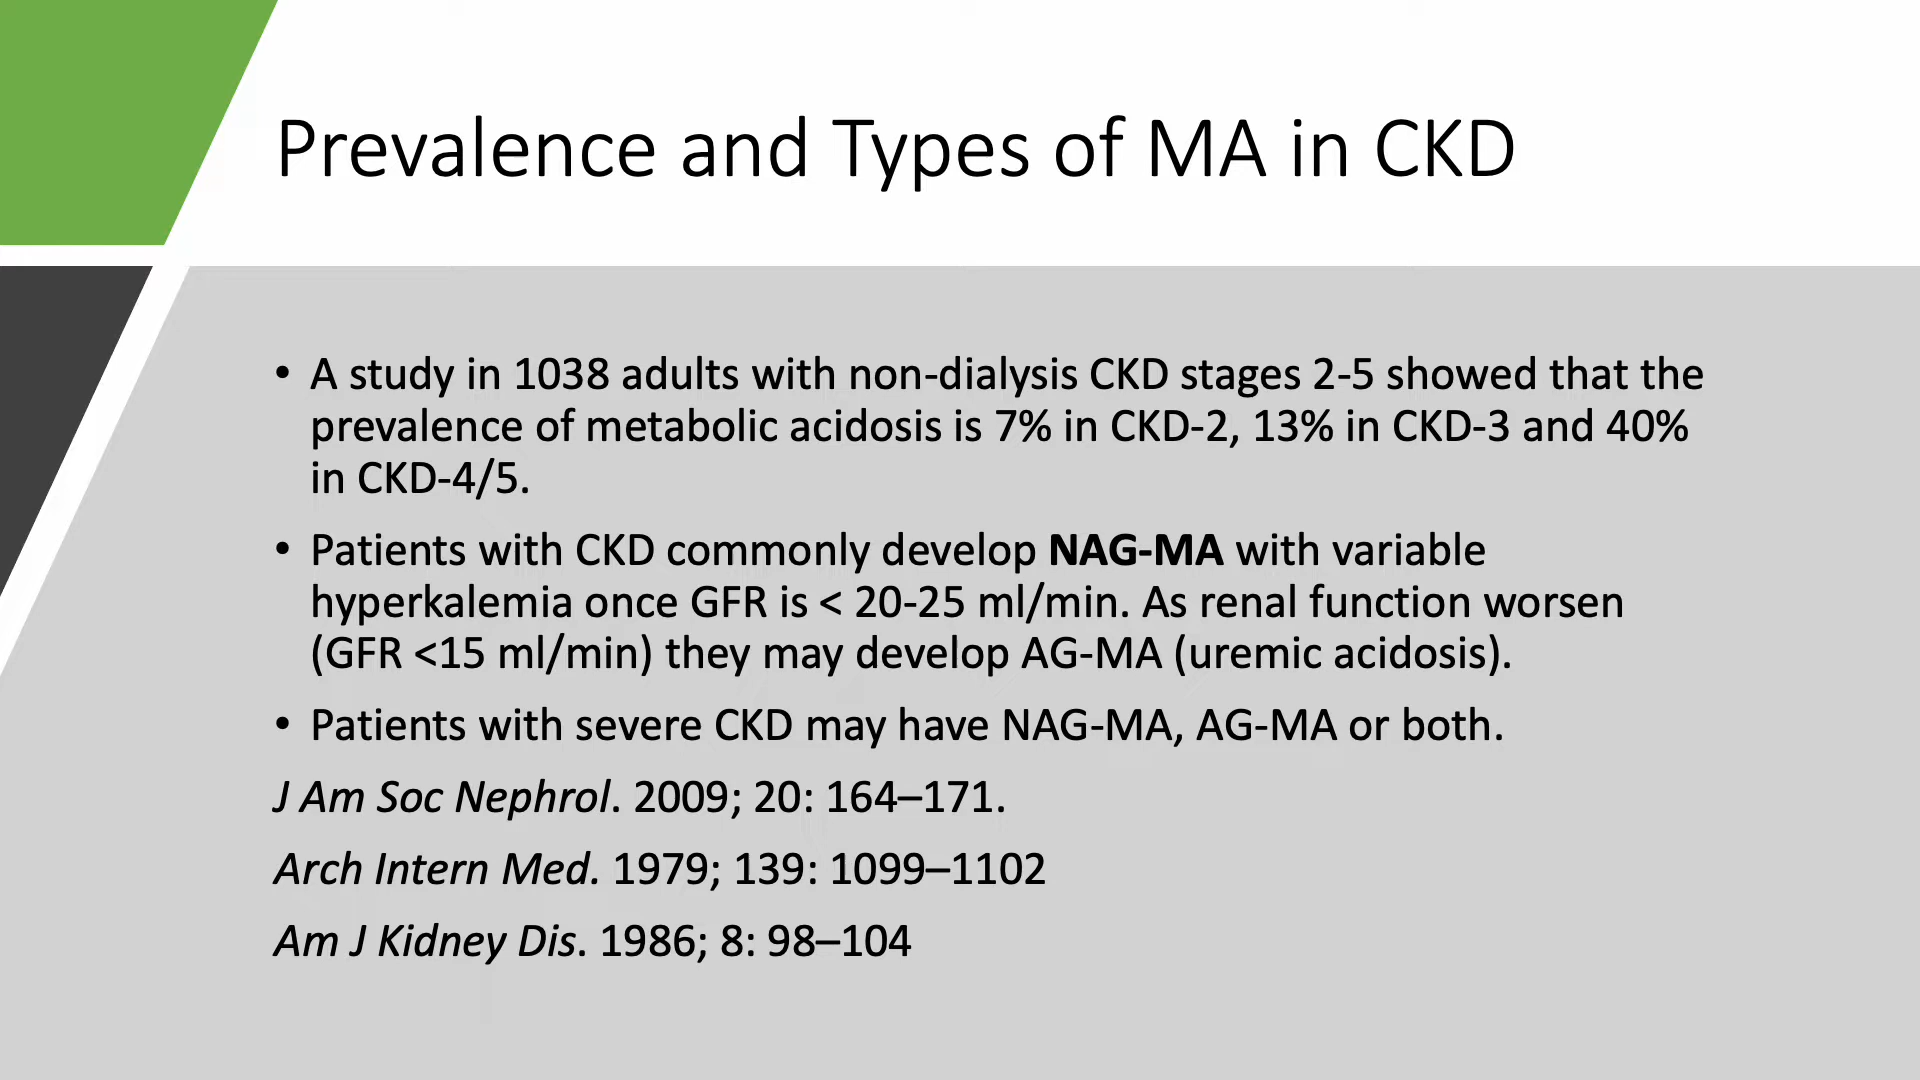 Prevalence and Types of MA in CKD
• A study in 1038 adults with non-dialysis CKD stages 2-5 showed that the
prevalence of metabolic acidosis is 7% in CKD-2, 13% in CKD-3 and 40%
in CKD-4/5.
• Patients with CKD commonly develop NAG-MA with variable
hyperkalemia once GFR is < 20-25 ml/min. As renal function worsen
(GFR <15 ml/min) they may develop AG-MA (uremic acidosis).
• Patients with severe CKD may have NAG-MA, AG-MA or both.
J Am Soc Nephrol. 2009; 20: 164–171.
Arch Intern Med. 1979; 139: 1099–1102
Am J Kidney Dis. 1986; 8: 98–104